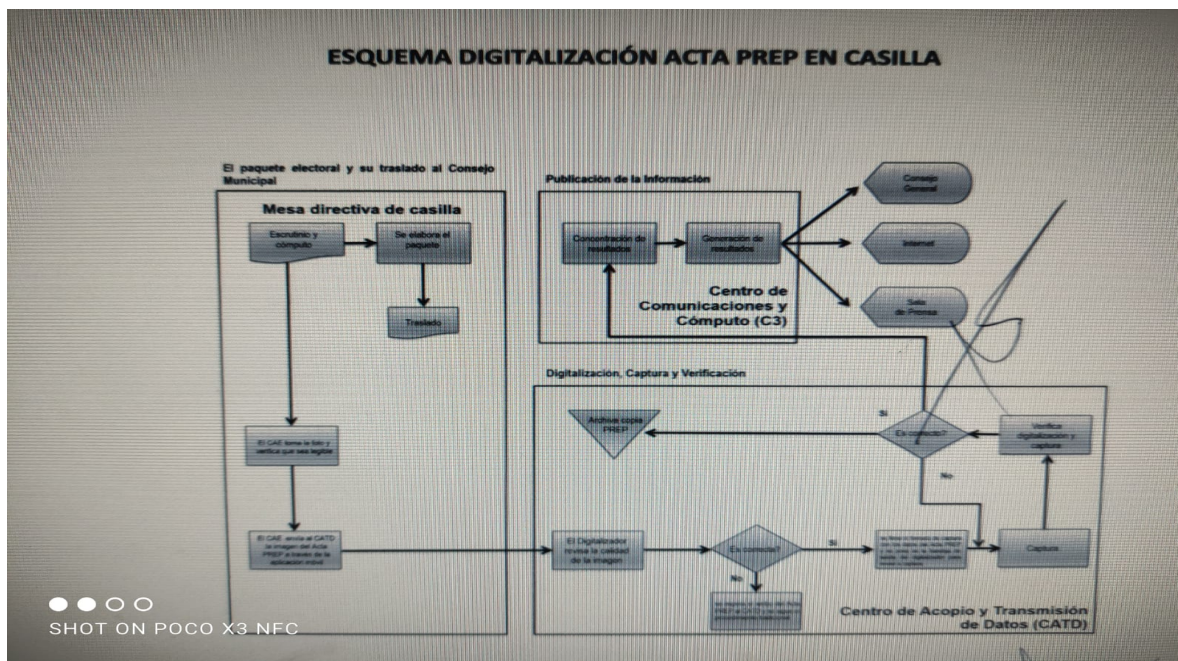 ESQUEMA DIGITALIZACIÓN ACTA PREP EN CASILLA
El paquete electoral y su traslado al Consejo
Municipal
Mesa directiva de casilla
Escrutinio y
cómputo
Se elabora el
paquete
Traslado
El CAE toma la foto y
verifica que sea legible
El CAE envía al CATD
la imagen del Acta
PREP a través de la
aplicación móvil
Publicación de la Información
Concentración de
resultados
Generación de
resultados
Centro de
Comunicaciones y
Cómputo (C3)
Consejo
General
Internet
Sala
de Prensa
Digitalización, Captura y Verificación
Archiva copia
PREP
Si
Es correcto?
No
Verifica
digitalización y
captura
El Digitalizador
revisa la calidad
de la imagen
Es correcta?
Si
No
Captura
Centro de Acopio y Transmisión
de Datos (CATD)
SHOT ON POCO X3 NFC